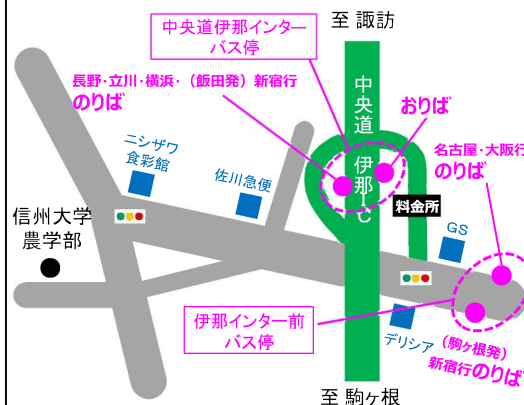 至 諏訪
中央道伊那インター
バス停
長野･立川･横浜･（飯田発）新宿行
のりば
中央道
伊那IC
おりば
名古屋･大阪行
のりば
ニシザワ
食彩館
佐川急便
料金所
信州大学
農学部
GS
伊那インター前
バス停
デリシア
（駒ヶ根発）
新宿行のりば
至 駒ヶ根